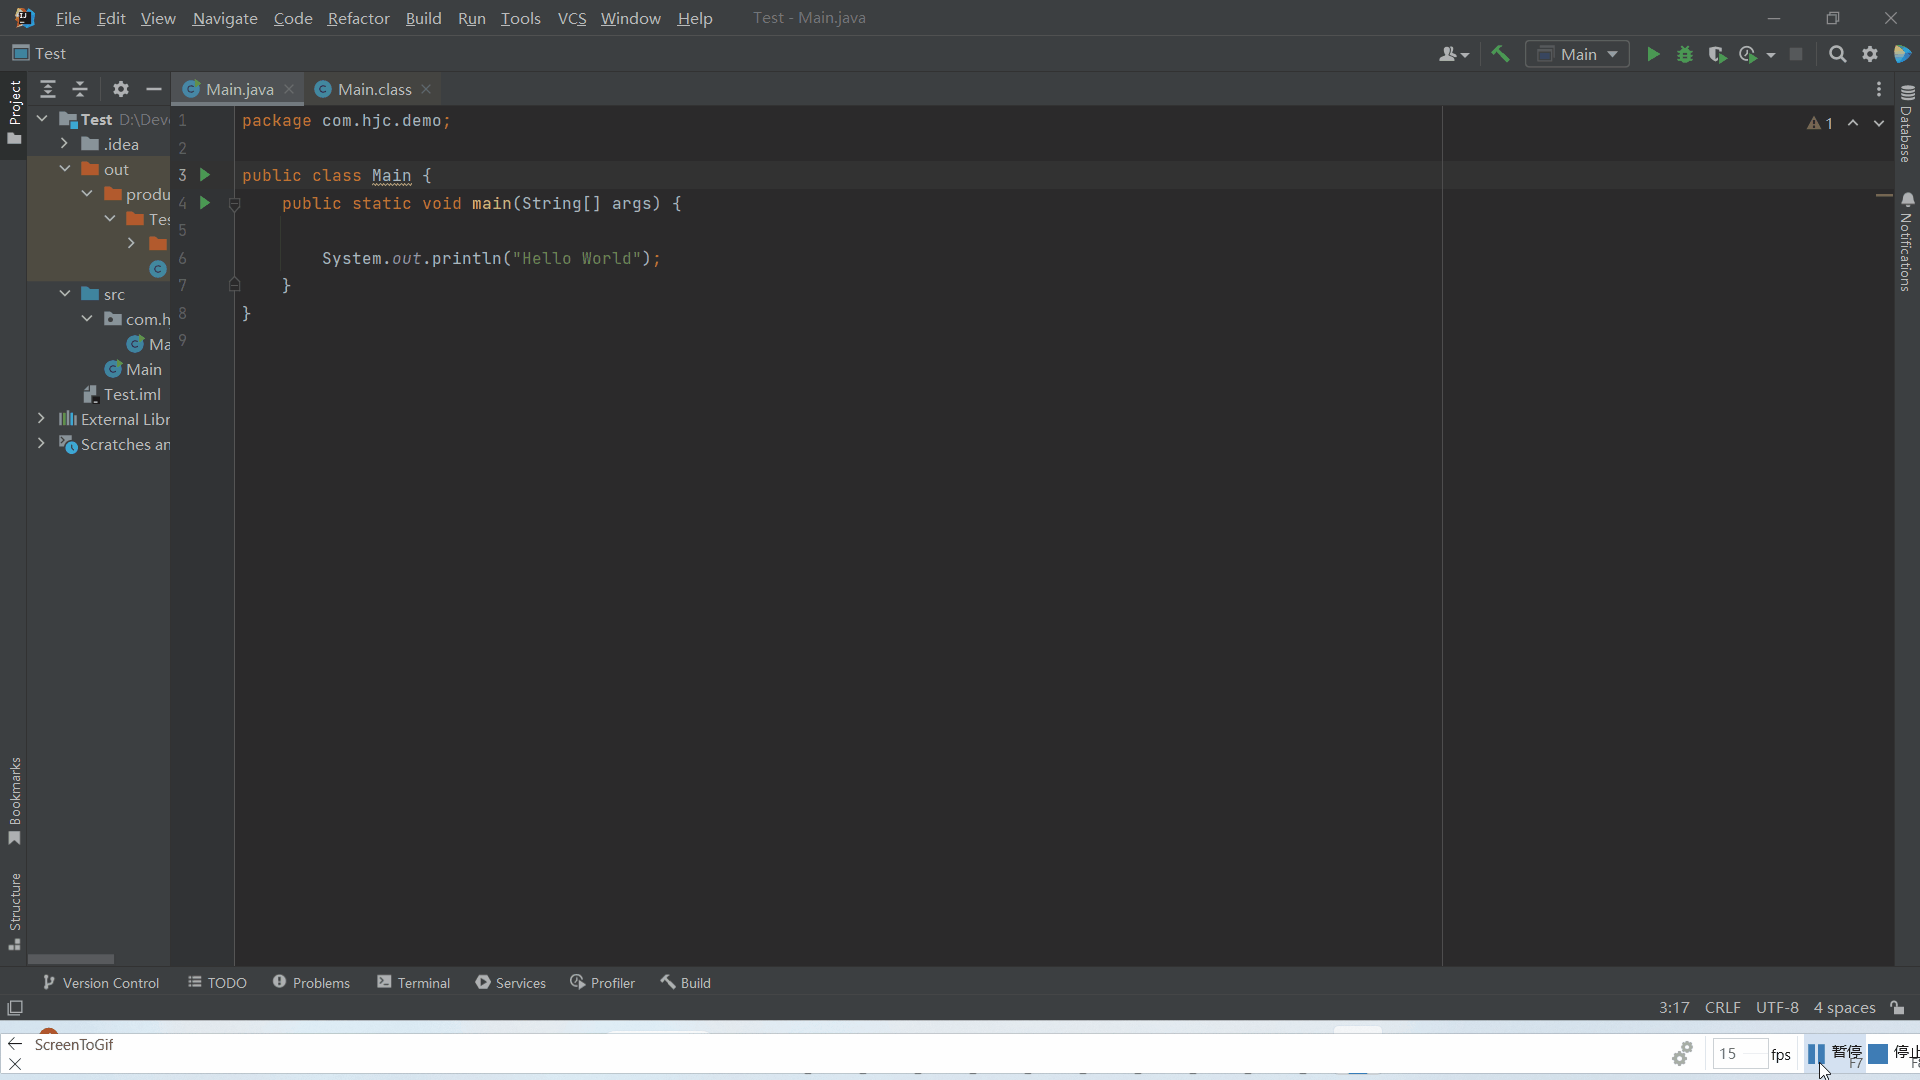 File Edit View Navigate Code Refactor Build Run Tools VCS Window Help Test - Main.java
Test
Main
Project
Main.java
Main.class
Test D:\Dev
.idea
out
produ
Tes
src
com.h
Ma
Main
Test.iml
External Libr
Scratches an
1 package com.hjc.demo;
2
3 public class Main {
4 public static void main(String[] args) {
5
6 System.out.println("Hello World");
7 }
8 }
9
1
Database
Notifications
Bookmarks
Structure
Version Control TODO Problems Terminal Services Profiler Build
3:17 CRLF UTF-8 4 spaces
ScreenToGif
15 fps 暂停 F7 停止